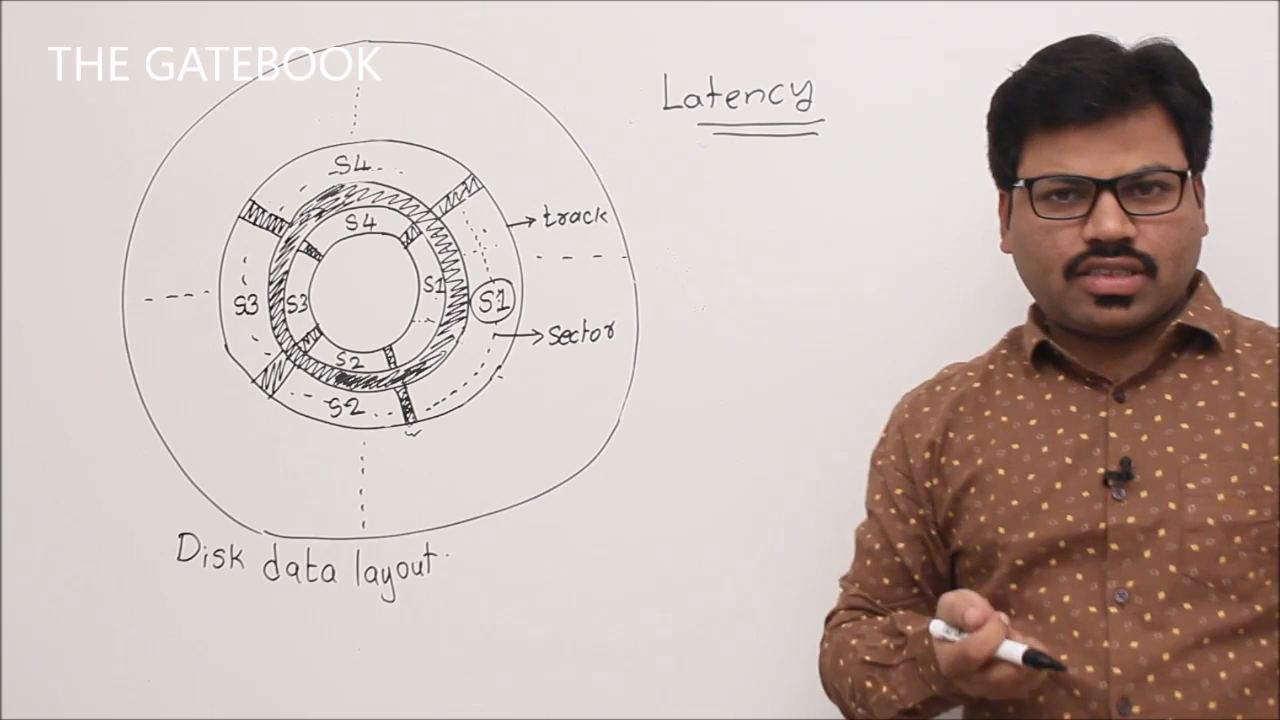 THE GATEBOOK
Latency
S4
S4
track
S3
S3
S1
S1
sector
S2
S2
Disk data layout.